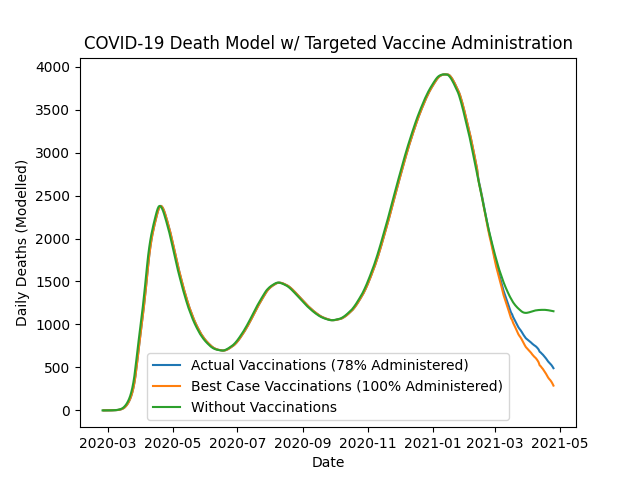 COVID-19 Death Model w/ Targeted Vaccine Administration
Daily Deaths (Modelled)
4000
3500
3000
2500
2000
1500
1000
500
0
Actual Vaccinations (78% Administered)
Best Case Vaccinations (100% Administered)
Without Vaccinations
2020-03 2020-05 2020-07 2020-09 2020-11 2021-01 2021-03 2021-05
Date